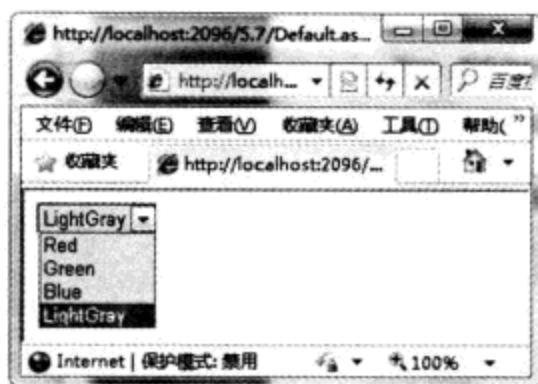 http://localhost:2096/5.7/Default.as...
http://localh...
百度
文件(F) 编辑(E) 查看(V) 收藏夹(A) 工具(T) 帮助( »
收藏夹 http://localhost:2096/...
LightGray
Red
Green
Blue
LightGray
Internet | 保护模式: 禁用 100%